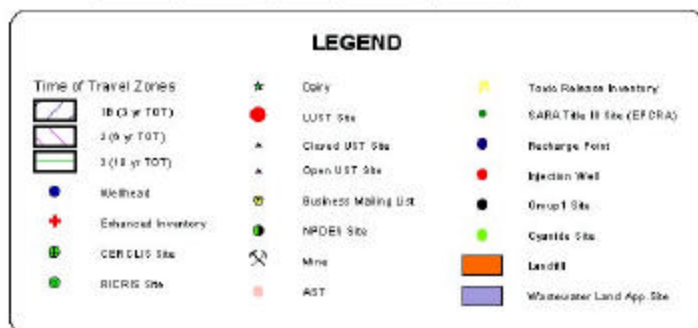 LEGEND
Time of Travel Zones
1B (3 yr TOT)
2 (6 yr TOT)
3 (10 yr TOT)
Wellhead
Enhanced Inventory
CERCLIS Site
RICRIS Site
Dairy
LUST Site
Closed UST Site
Open UST Site
Business Mailing List
NPDES Site
Mine
AST
Toxic Release Inventory
SARA Title III Site (EPCRA)
Recharge Point
Injection Well
Group1 Site
Cyanide Site
Landfill
Wastewater Land App. Site